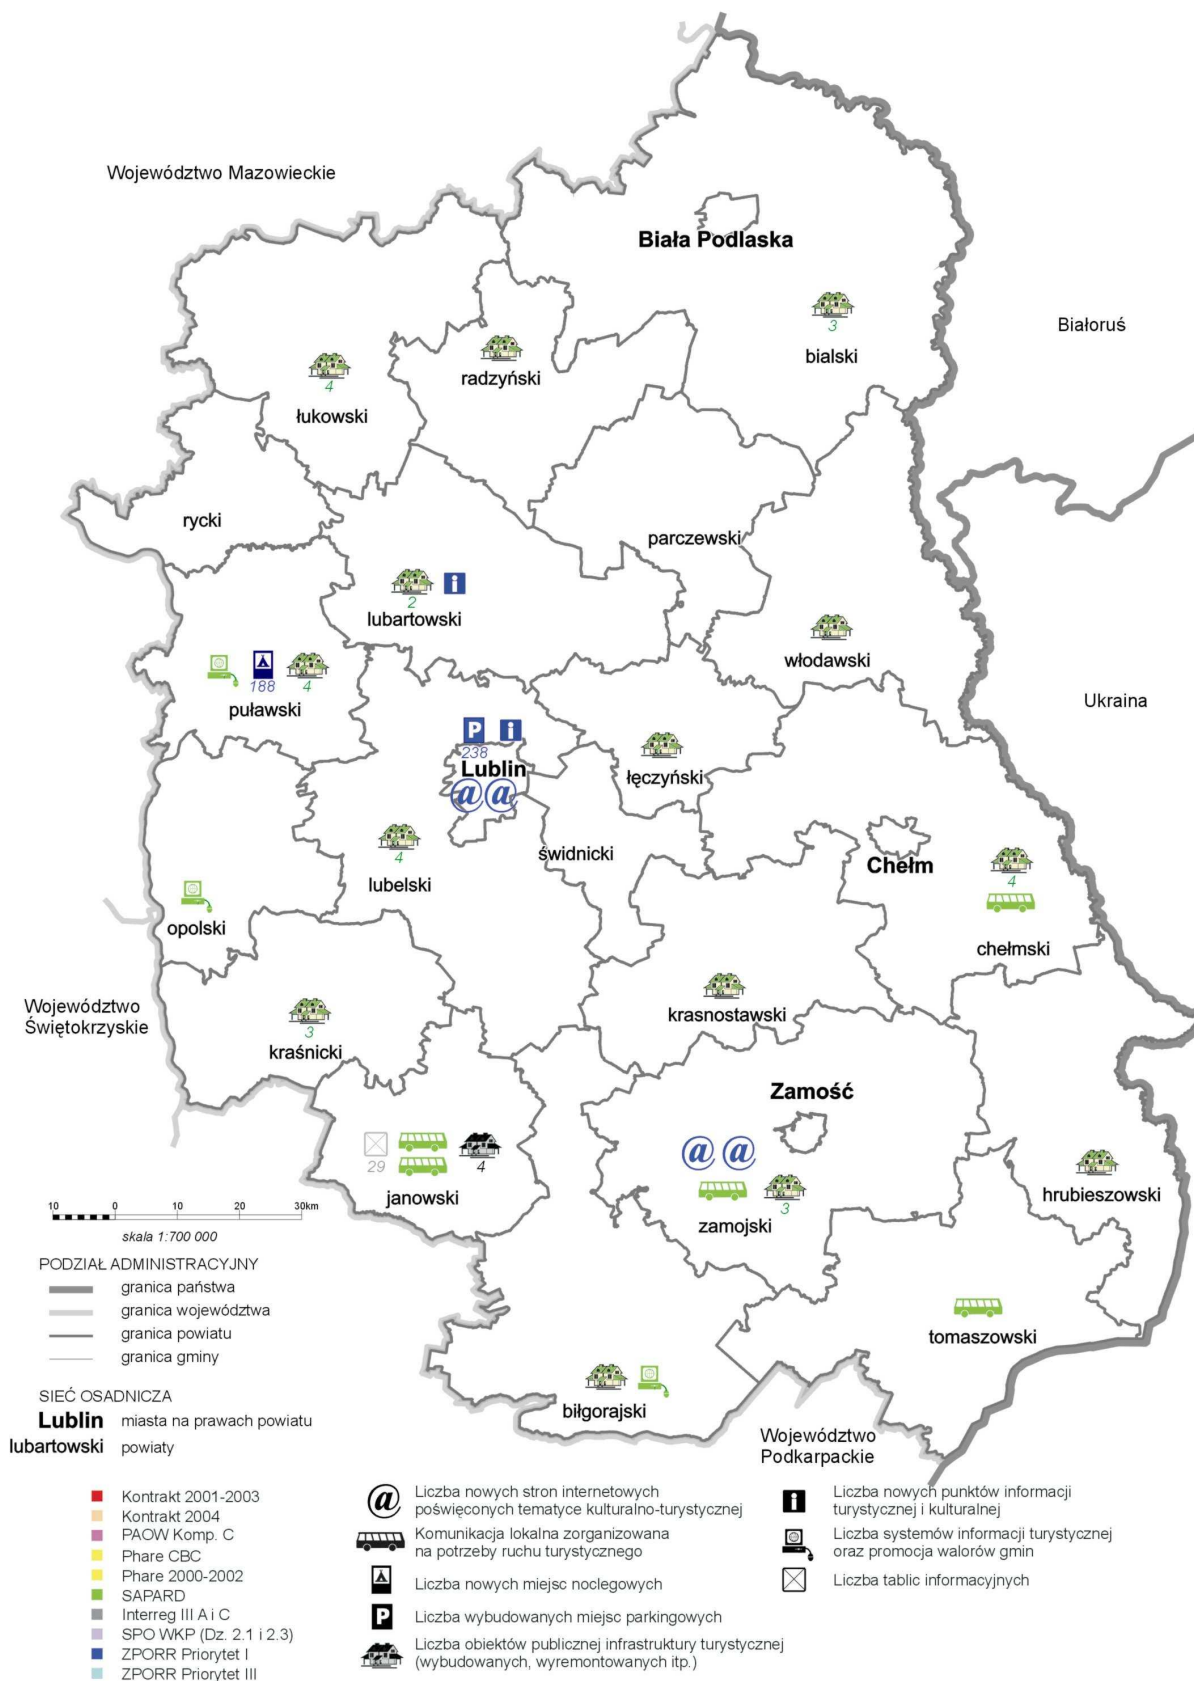 Województwo Mazowieckie
Biała Podlaska
3
bialski
Białoruś
radzyński
4
łukowski
rycki
parczewski
2
lubartowski
włodawski
188
4
puławski
Ukraina
238
Lublin
łęczyński
4
lubelski
świdnicki
Chełm
4
chełmski
opolski
Województwo
Świętokrzyskie
3
kraśnicki
krasnostawski
Zamość
29
4
janowski
3
zamojski
hrubieszowski
10 0 10 20 30km
skala 1:700 000
tomaszowski
biłgorajski
Województwo
Podkarpackie
PODZIAŁ ADMINISTRACYJNY
granica państwa
granica województwa
granica powiatu
granica gminy
SIEĆ OSADNICZA
Lublin miasta na prawach powiatu
lubartowski powiaty
Kontrakt 2001-2003
Kontrakt 2004
PAOW Komp. C
Phare CBC
Phare 2000-2002
SAPARD
Interreg III A i C
SPO WKP (Dz. 2.1 i 2.3)
ZPORR Priorytet I
ZPORR Priorytet III
Liczba nowych stron internetowych
poświęconych tematyce kulturalno-turystycznej
Komunikacja lokalna zorganizowana
na potrzeby ruchu turystycznego
Liczba nowych miejsc noclegowych
Liczba wybudowanych miejsc parkingowych
Liczba obiektów publicznej infrastruktury turystycznej
(wybudowanych, wyremontowanych itp.)
Liczba nowych punktów informacji
turystycznej i kulturalnej
Liczba systemów informacji turystycznej
oraz promocja walorów gmin
Liczba tablic informacyjnych